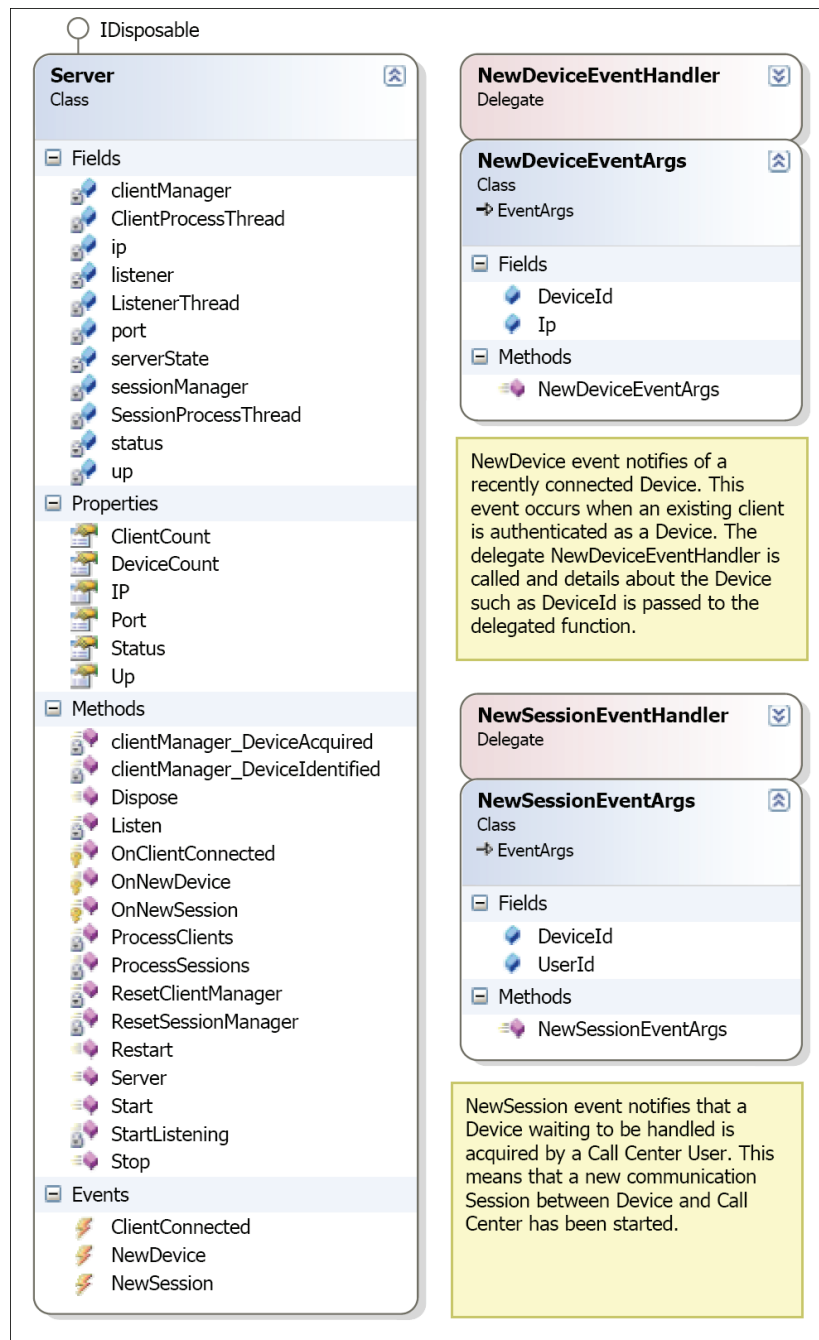 IDisposable
Server
Class
Fields
clientManager
ClientProcessThread
ip
listener
ListenerThread
port
serverState
sessionManager
SessionProcessThread
status
up
Properties
ClientCount
DeviceCount
IP
Port
Status
Up
Methods
clientManager_DeviceAcquired
clientManager_DeviceIdentified
Dispose
Listen
OnClientConnected
OnNewDevice
OnNewSession
ProcessClients
ProcessSessions
ResetClientManager
ResetSessionManager
Restart
Server
Start
StartListening
Stop
Events
ClientConnected
NewDevice
NewSession
NewDeviceEventHandler
Delegate
NewDeviceEventArgs
Class
EventArgs
Fields
DeviceId
Ip
Methods
NewDeviceEventArgs
NewDevice event notifies of a
recently connected Device. This
event occurs when an existing client
is authenticated as a Device. The
delegate NewDeviceEventHandler is
called and details about the Device
such as DeviceId is passed to the
delegated function.
NewSessionEventHandler
Delegate
NewSessionEventArgs
Class
EventArgs
Fields
DeviceId
UserId
Methods
NewSessionEventArgs
NewSession event notifies that a
Device waiting to be handled is
acquired by a Call Center User. This
means that a new communication
Session between Device and Call
Center has been started.